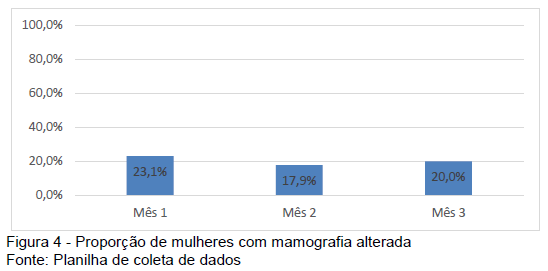 100,0%
80,0%
60,0%
40,0%
20,0%
0,0%
23,1%
17,9%
20,0%
Mês 1
Mês 2
Mês 3
Figura 4 - Proporção de mulheres com mamografia alterada
Fonte: Planilha de coleta de dados